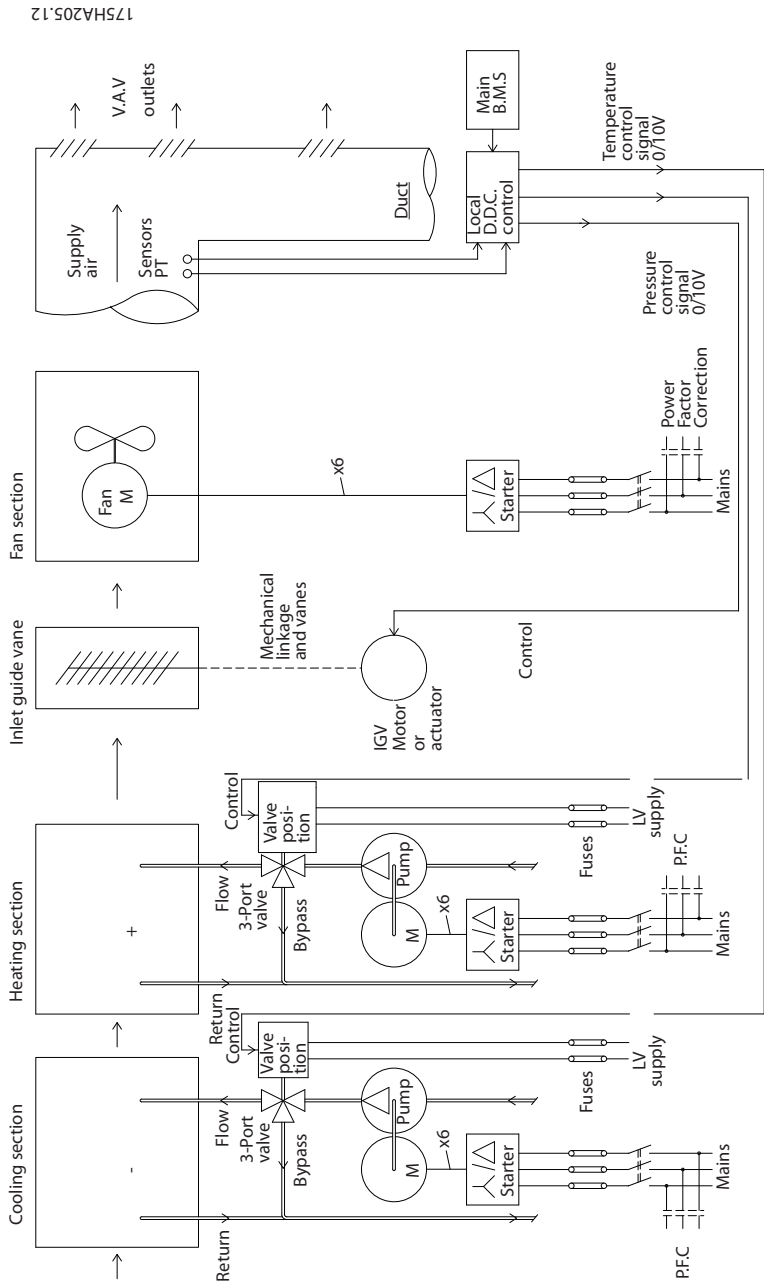 175HA205.12
Cooling section
-
Return
Flow
3-Port
valve
Bypass
Return
Control
Valve
posi-
tion
Pump
M
x6
Starter
Fuses
LV
supply
P.F.C
Mains
Heating section
+
Flow
3-Port
valve
Bypass
Control
Valve
posi-
tion
Pump
M
x6
Starter
Fuses
LV
supply
P.F.C
Mains
Inlet guide vane
Mechanical
linkage
and vanes
IGV
Motor
or
actuator
Control
Fan section
Fan
M
x6
Starter
Power
Factor
Correction
Mains
Supply
air
Sensors
PT
V.A.V
outlets
Duct
Local
D.D.C.
control
Main
B.M.S
Pressure
control
signal
0/10V
Temperature
control
signal
0/10V